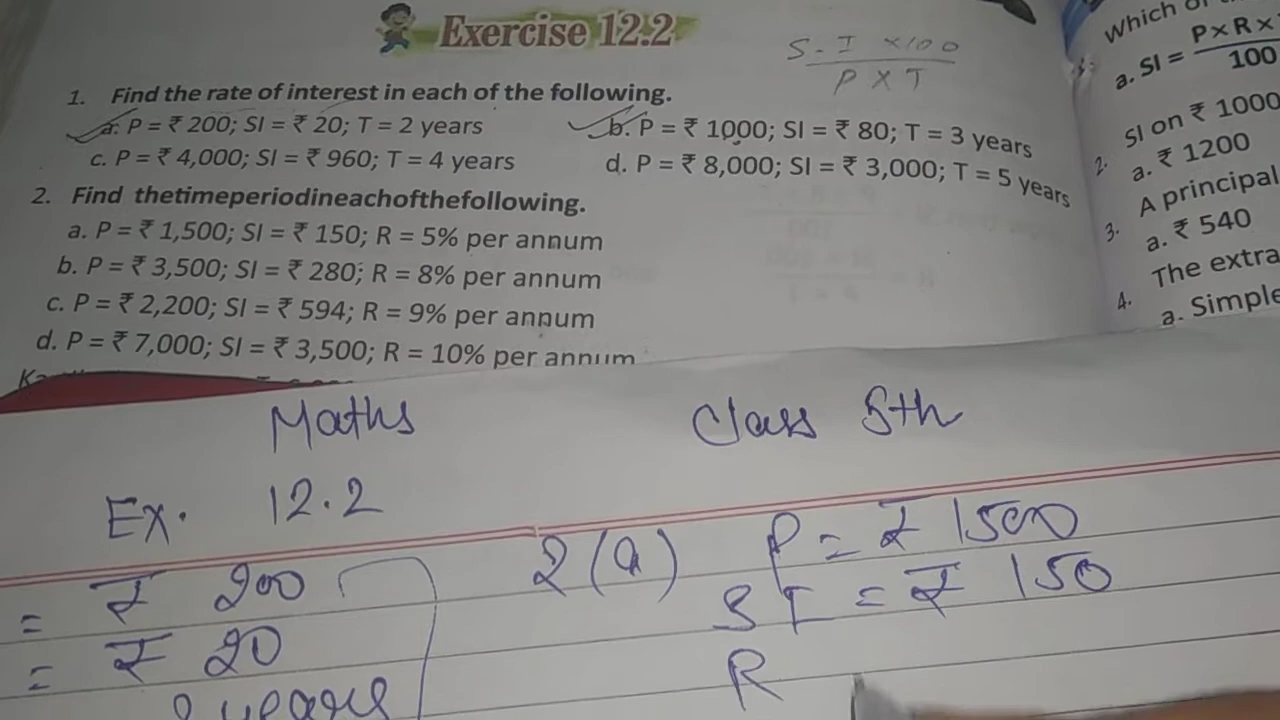 Exercise 12.2
S.I × 100
P × T
1. Find the rate of interest in each of the following.
a. P = ₹ 200; SI = ₹ 20; T = 2 years
b. P = ₹ 1000; SI = ₹ 80; T = 3 years
c. P = ₹ 4,000; SI = ₹ 960; T = 4 years
d. P = ₹ 8,000; SI = ₹ 3,000; T = 5 years
2. Find thetimeperiodineachofthefollowing.
a. P = ₹ 1,500; SI = ₹ 150; R = 5% per annum
b. P = ₹ 3,500; SI = ₹ 280; R = 8% per annum
c. P = ₹ 2,200; SI = ₹ 594; R = 9% per annum
d. P = ₹ 7,000; SI = ₹ 3,500; R = 10% per annum
Which
a. SI = P×R×
100
2. SI on ₹ 1000
a. ₹ 1200
3. A principal
a. ₹ 540
4. The extra
a. Simple
Maths Class 8th
Ex. 12.2
= ₹ 200
= ₹ 20
2 years
2 (a) P = ₹ 1500
SI = ₹ 150
R